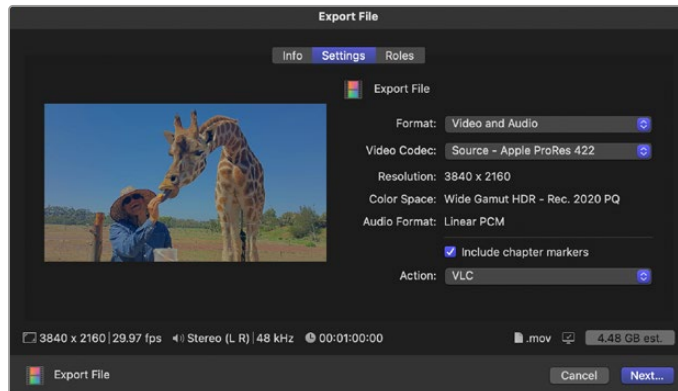 Export File
Info Settings Roles
Export File
Format: Video and Audio
Video Codec: Source - Apple ProRes 422
Resolution: 3840 x 2160
Color Space: Wide Gamut HDR - Rec. 2020 PQ
Audio Format: Linear PCM
Include chapter markers
Action: VLC
3840 x 2160 | 29.97 fps Stereo (L R) | 48 kHz 00:01:00:00 .mov 4.48 GB est.
Export File Cancel Next...